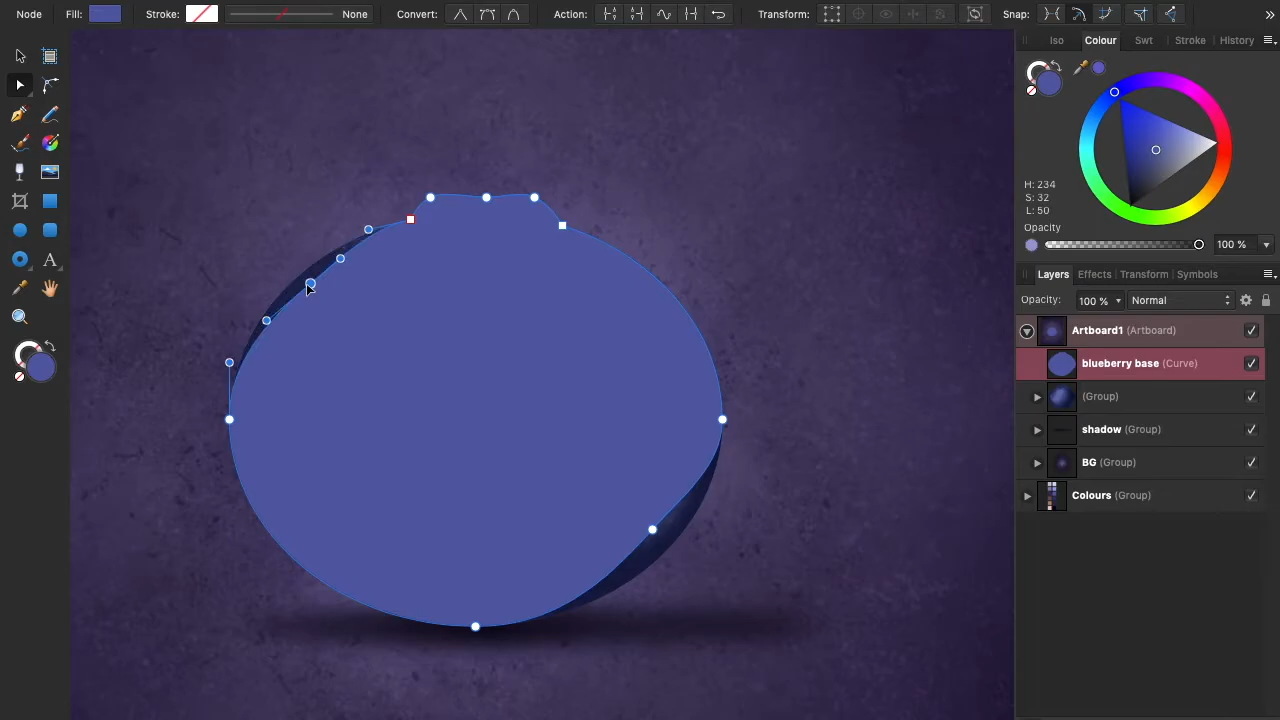 Node Fill: Stroke: None Convert: Action: Transform: Snap:
Iso Colour Swt Stroke History
H: 234
S: 32
L: 50
Opacity
100 %
Layers Effects Transform Symbols
Opacity: 100 % Normal
Artboard1 (Artboard)
blueberry base (Curve)
(Group)
shadow (Group)
BG (Group)
Colours (Group)
A